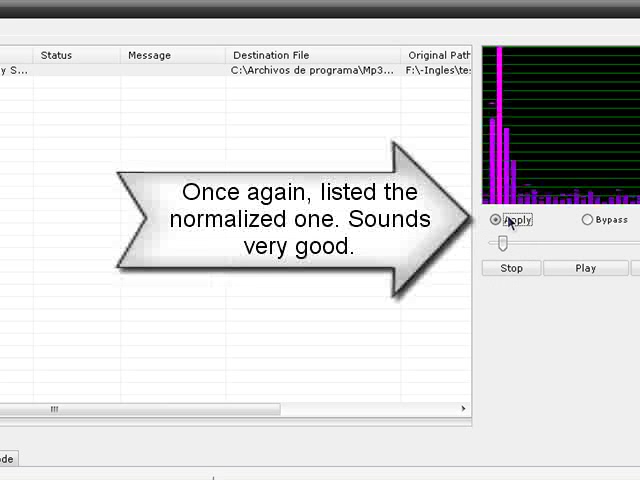 Status Message Destination File Original Path
y S... C:\Archivos de programa\Mp3... F:\-Ingles\te
Once again, listed the
normalized one. Sounds
very good.
Apply Bypass
Stop Play
ode